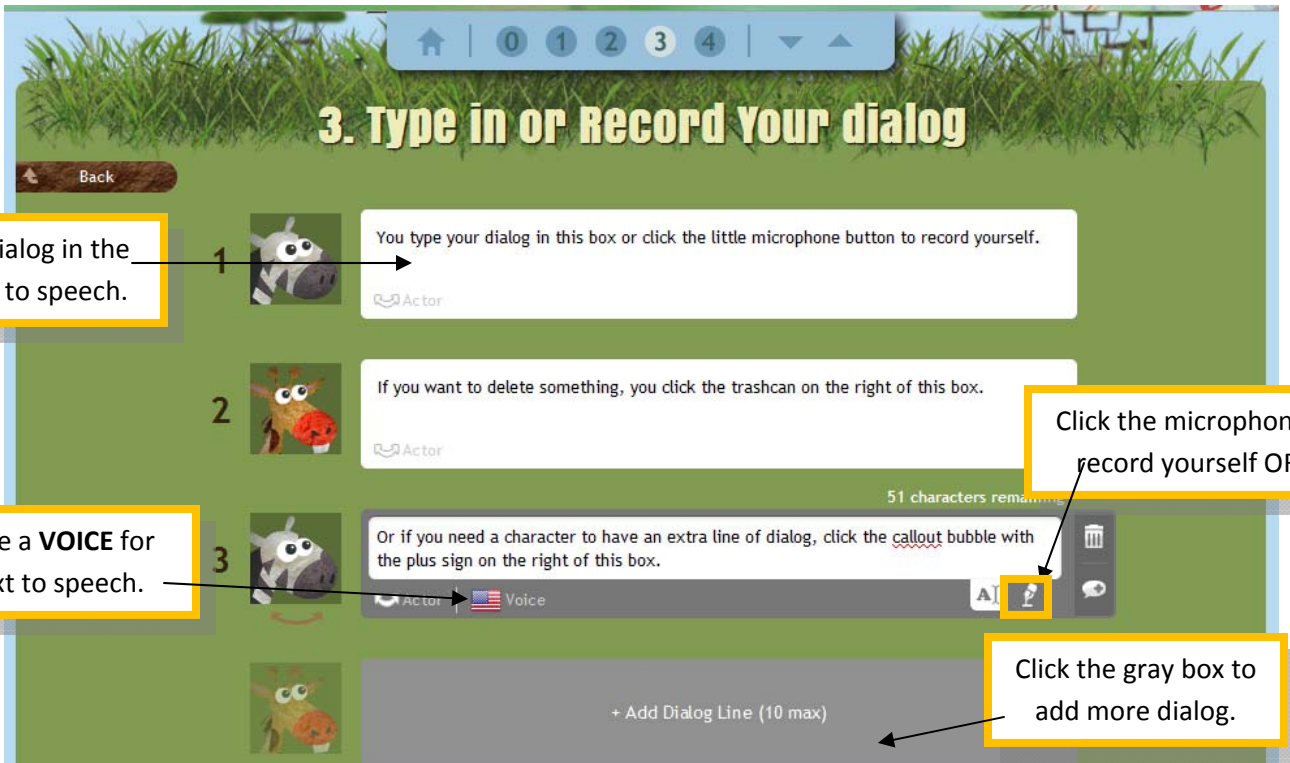 0 1 2 3 4
3. Type in or Record Your dialog
Back
ialog in the
to speech.
1
You type your dialog in this box or click the little microphone button to record yourself.
Actor
2
If you want to delete something, you click the trashcan on the right of this box.
Actor
Click the microphon
record yourself OR
51 characters
e a VOICE for
xt to speech.
3
Or if you need a character to have an extra line of dialog, click the callout bubble with
the plus sign on the right of this box.
Actor | Voice
A
+ Add Dialog Line (10 max)
Click the gray box to
add more dialog.